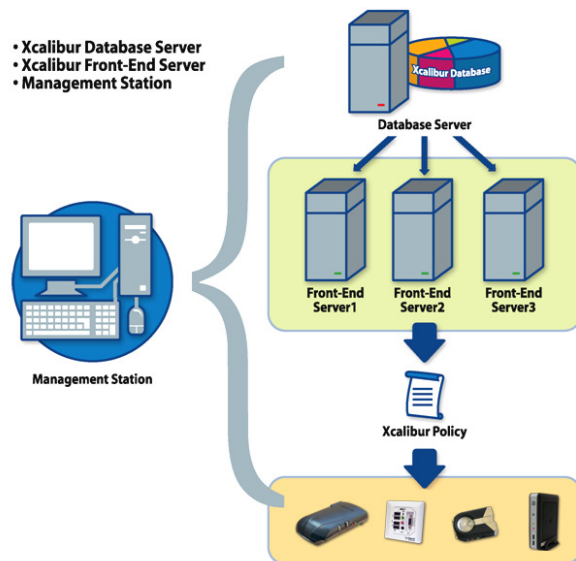 • Xcalibur Database Server
• Xcalibur Front-End Server
• Management Station
Xcalibur Database
Database Server
Front-End
Server1
Front-End
Server2
Front-End
Server3
Management Station
Xcalibur Policy